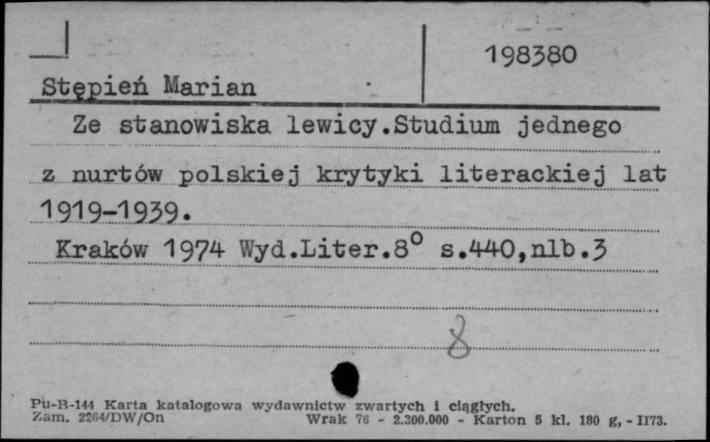 198380
Stępień Marian
Ze stanowiska lewicy.Studium jednego
z nurtów polskiej krytyki literackiej lat
1919-1939.
Kraków 1974 Wyd.Liter.8° s.440,nlb.3
8
Pu-B-144 Karta katalogowa wydawnictw zwartych i ciągłych.
Zam. 2264/DW/On Wrak 76 - 2.300.000 - Karton 5 kl. 180 g, - II73.